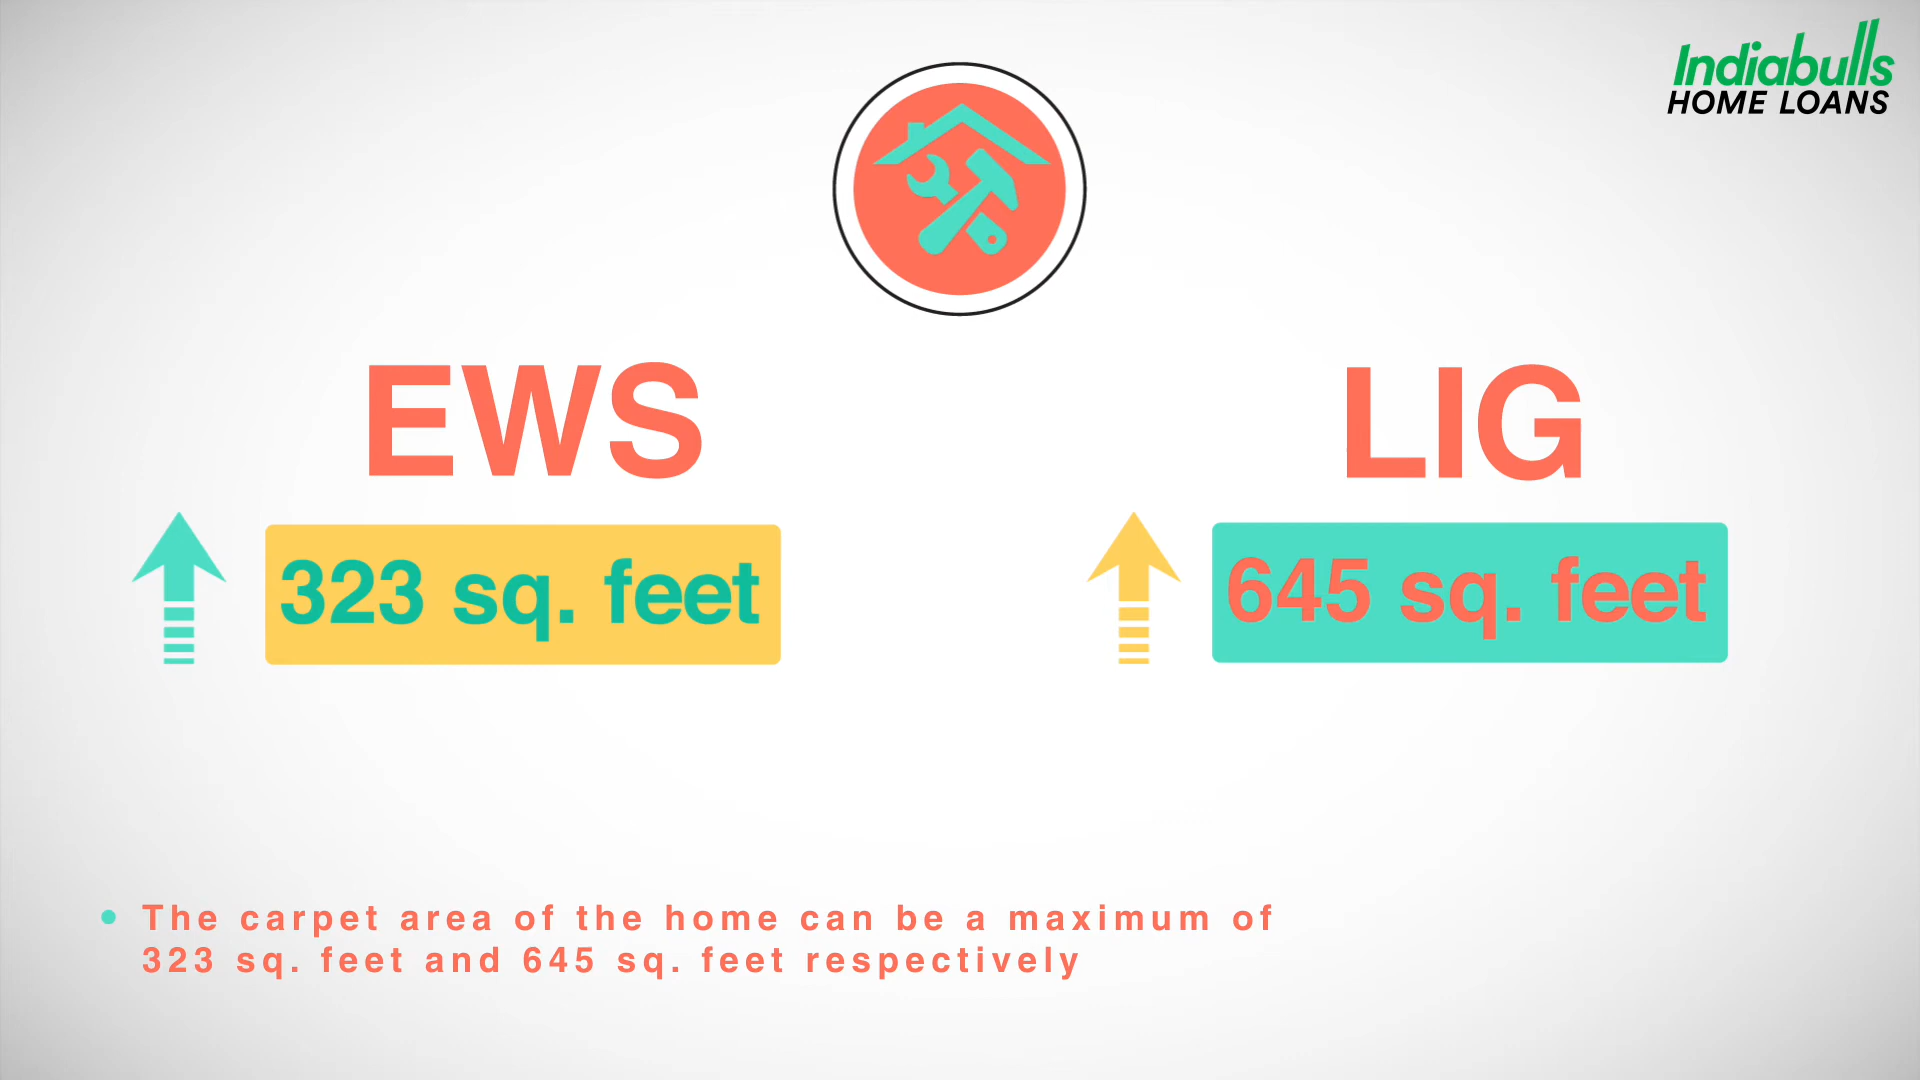 Indiabulls
HOME LOANS
EWS
LIG
323 sq. feet
645 sq. feet
The carpet area of the home can be a maximum of
323 sq. feet and 645 sq. feet respectively